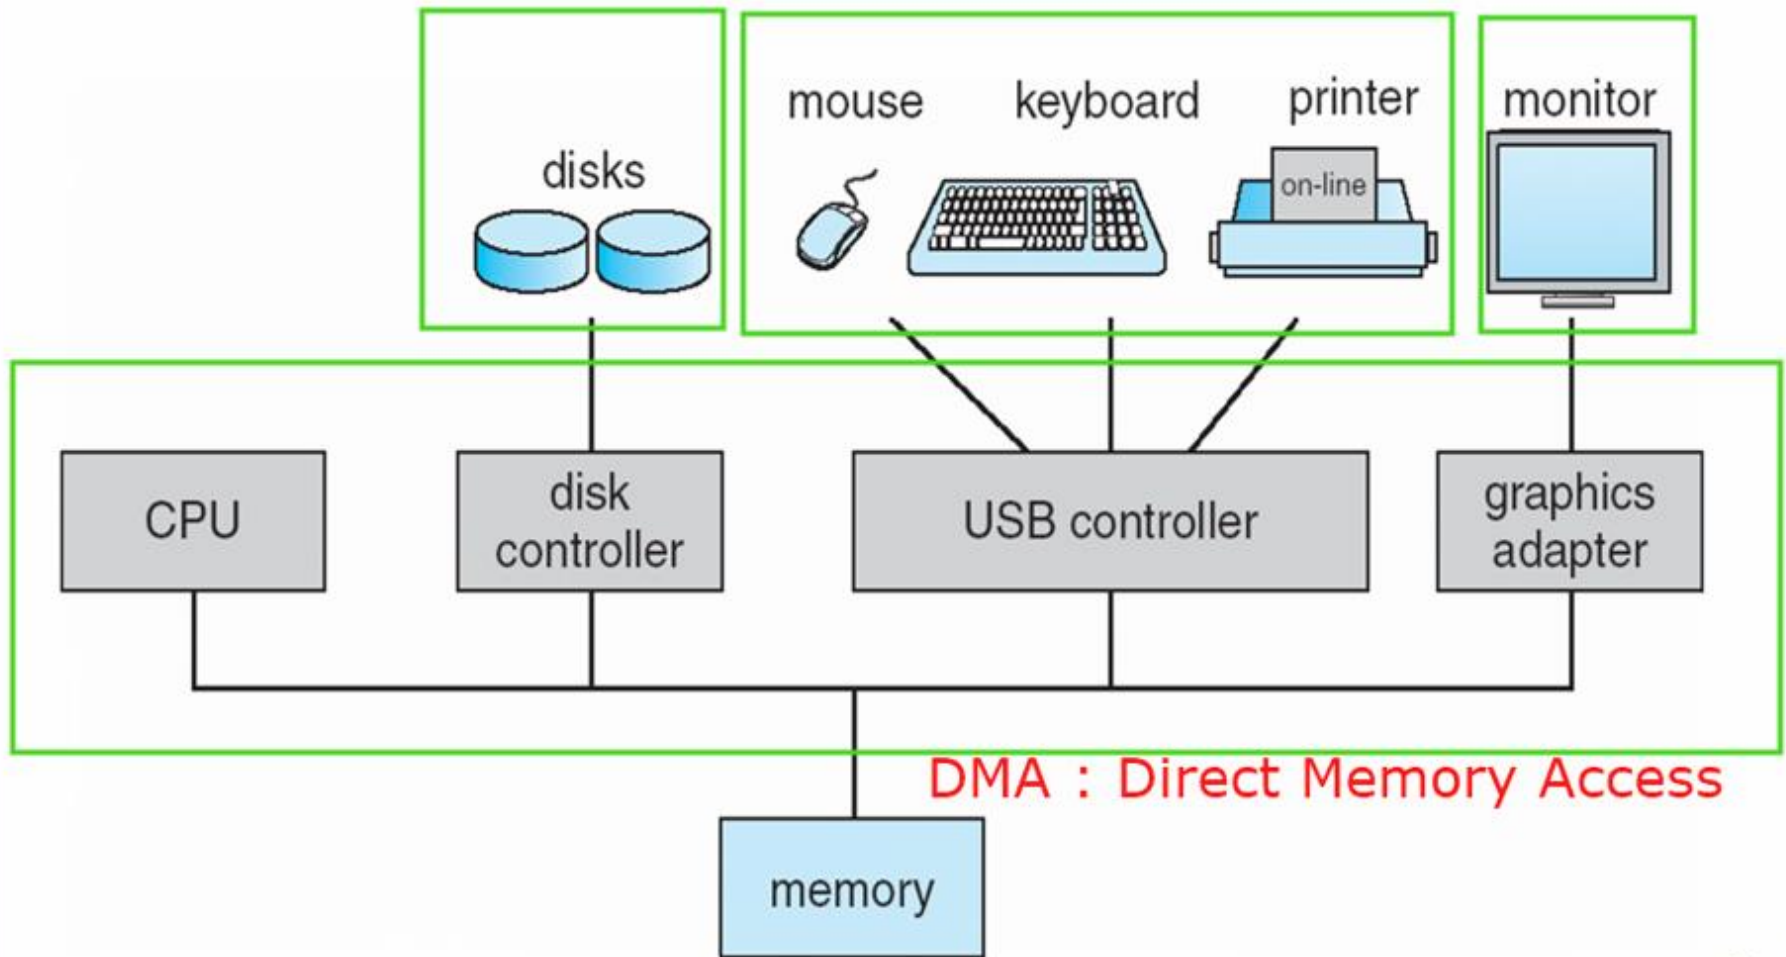 disks
mouse
keyboard
printer
monitor
on-line
CPU
disk
controller
USB controller
graphics
adapter
DMA : Direct Memory Access
memory